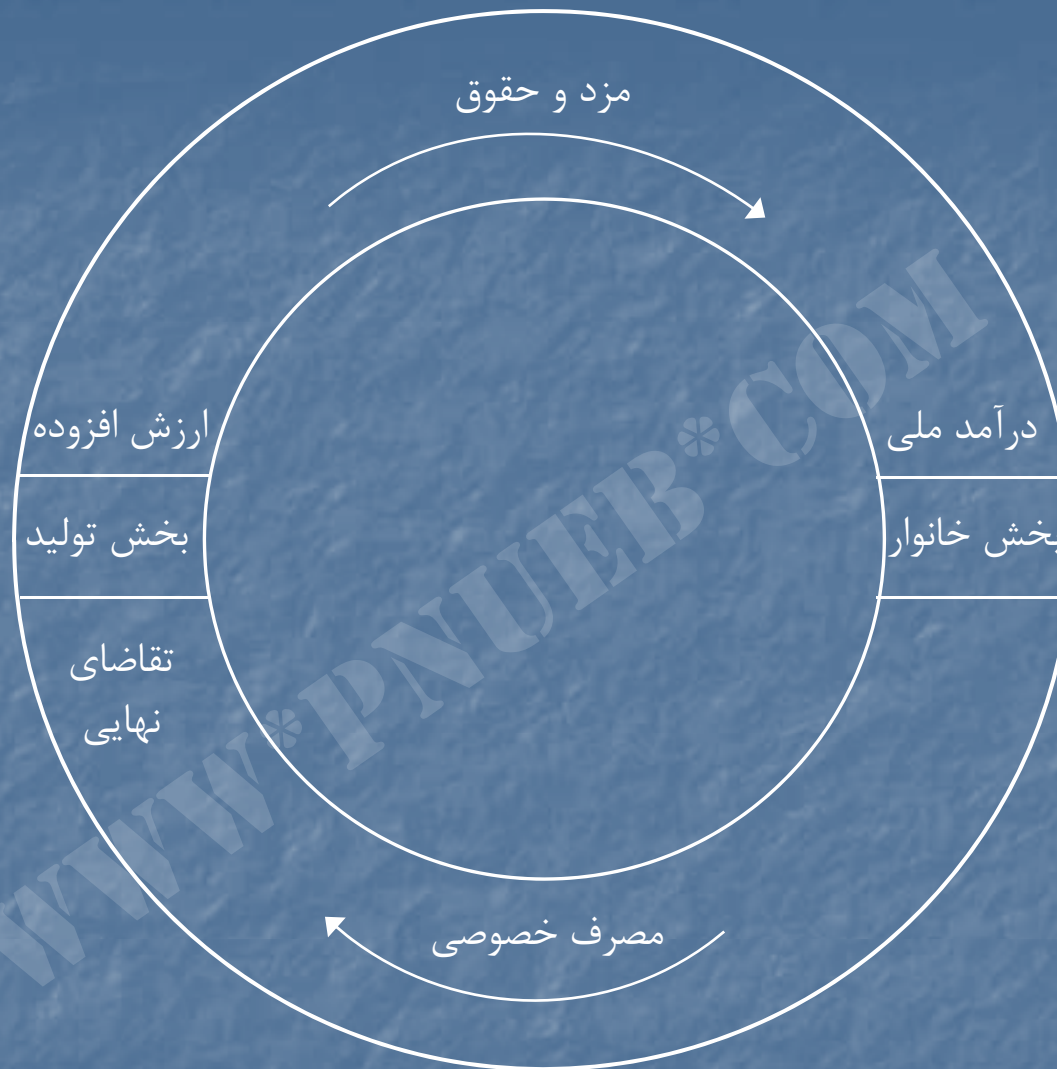 مزد و حقوق
درآمد ملی
ارزش افزوده
بخش خانوار
بخش تولید
تقاضای
نهایی
مصرف خصوصی
WWW*PNUEB*COM